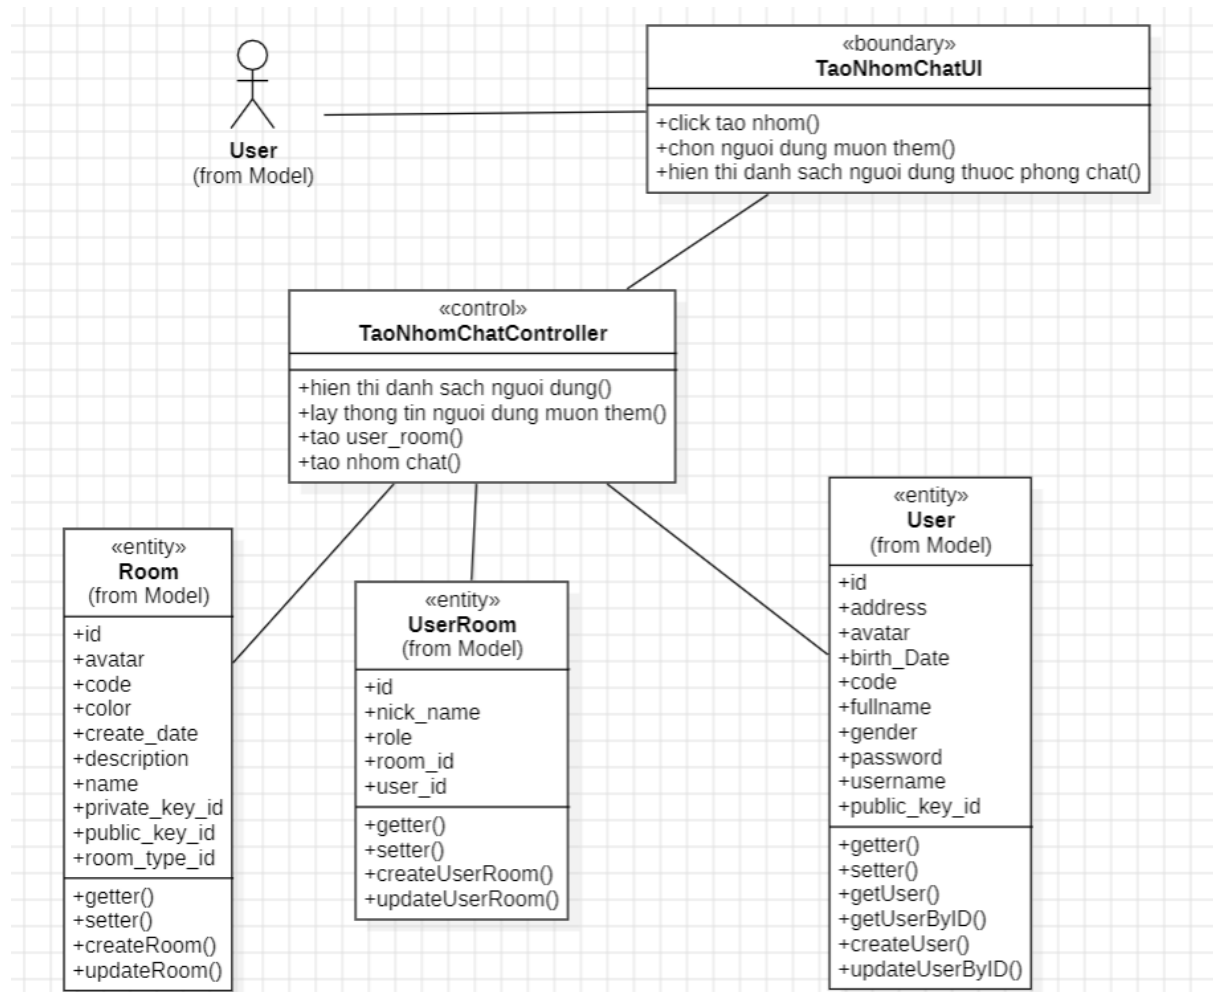 User
(from Model)
«boundary»
TaoNhomChatUI
+click tao nhom()
+chon nguoi dung muon them()
+hien thi danh sach nguoi dung thuoc phong chat()
«control»
TaoNhomChatController
+hien thi danh sach nguoi dung()
+lay thong tin nguoi dung muon them()
+tao user_room()
+tao nhom chat()
«entity»
Room
(from Model)
+id
+avatar
+code
+color
+create_date
+description
+name
+private_key_id
+public_key_id
+room_type_id
+getter()
+setter()
+createRoom()
+updateRoom()
«entity»
UserRoom
(from Model)
+id
+nick_name
+role
+room_id
+user_id
+getter()
+setter()
+createUserRoom()
+updateUserRoom()
«entity»
User
(from Model)
+id
+address
+avatar
+birth_Date
+code
+fullname
+gender
+password
+username
+public_key_id
+getter()
+setter()
+getUser()
+getUserByID()
+createUser()
+updateUserByID()